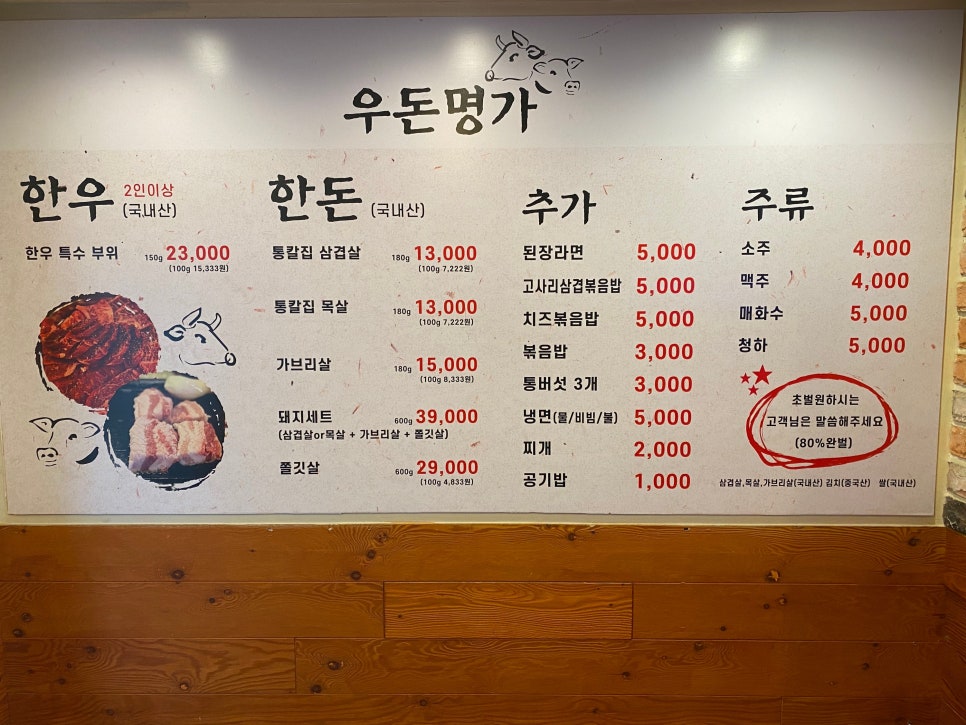 우돈명가
한우 2인이상 (국내산)
한우 특수 부위 150g 23,000
(100g 15,333원)
한돈 (국내산)
통칼집 삼겹살 180g 13,000
(100g 7,222원)
통칼집 목살 180g 13,000
(100g 7,222원)
가브리살 180g 15,000
(100g 8,333원)
돼지세트 600g 39,000
(삼겹살or목살 + 가브리살 + 쫄깃살)
쫄깃살 600g 29,000
(100g 4,833원)
추가
된장라면 5,000
고사리삼겹볶음밥 5,000
치즈볶음밥 5,000
볶음밥 3,000
통버섯 3개 3,000
냉면(물/비빔/불) 5,000
찌개 2,000
공기밥 1,000
주류
소주 4,000
맥주 4,000
매화수 5,000
청하 5,000
초벌원하시는
고객님은 말씀해주세요
(80%완벌)
삼겹살,목살,가브리살(국내산) 김치(중국산) 쌀(국내산)